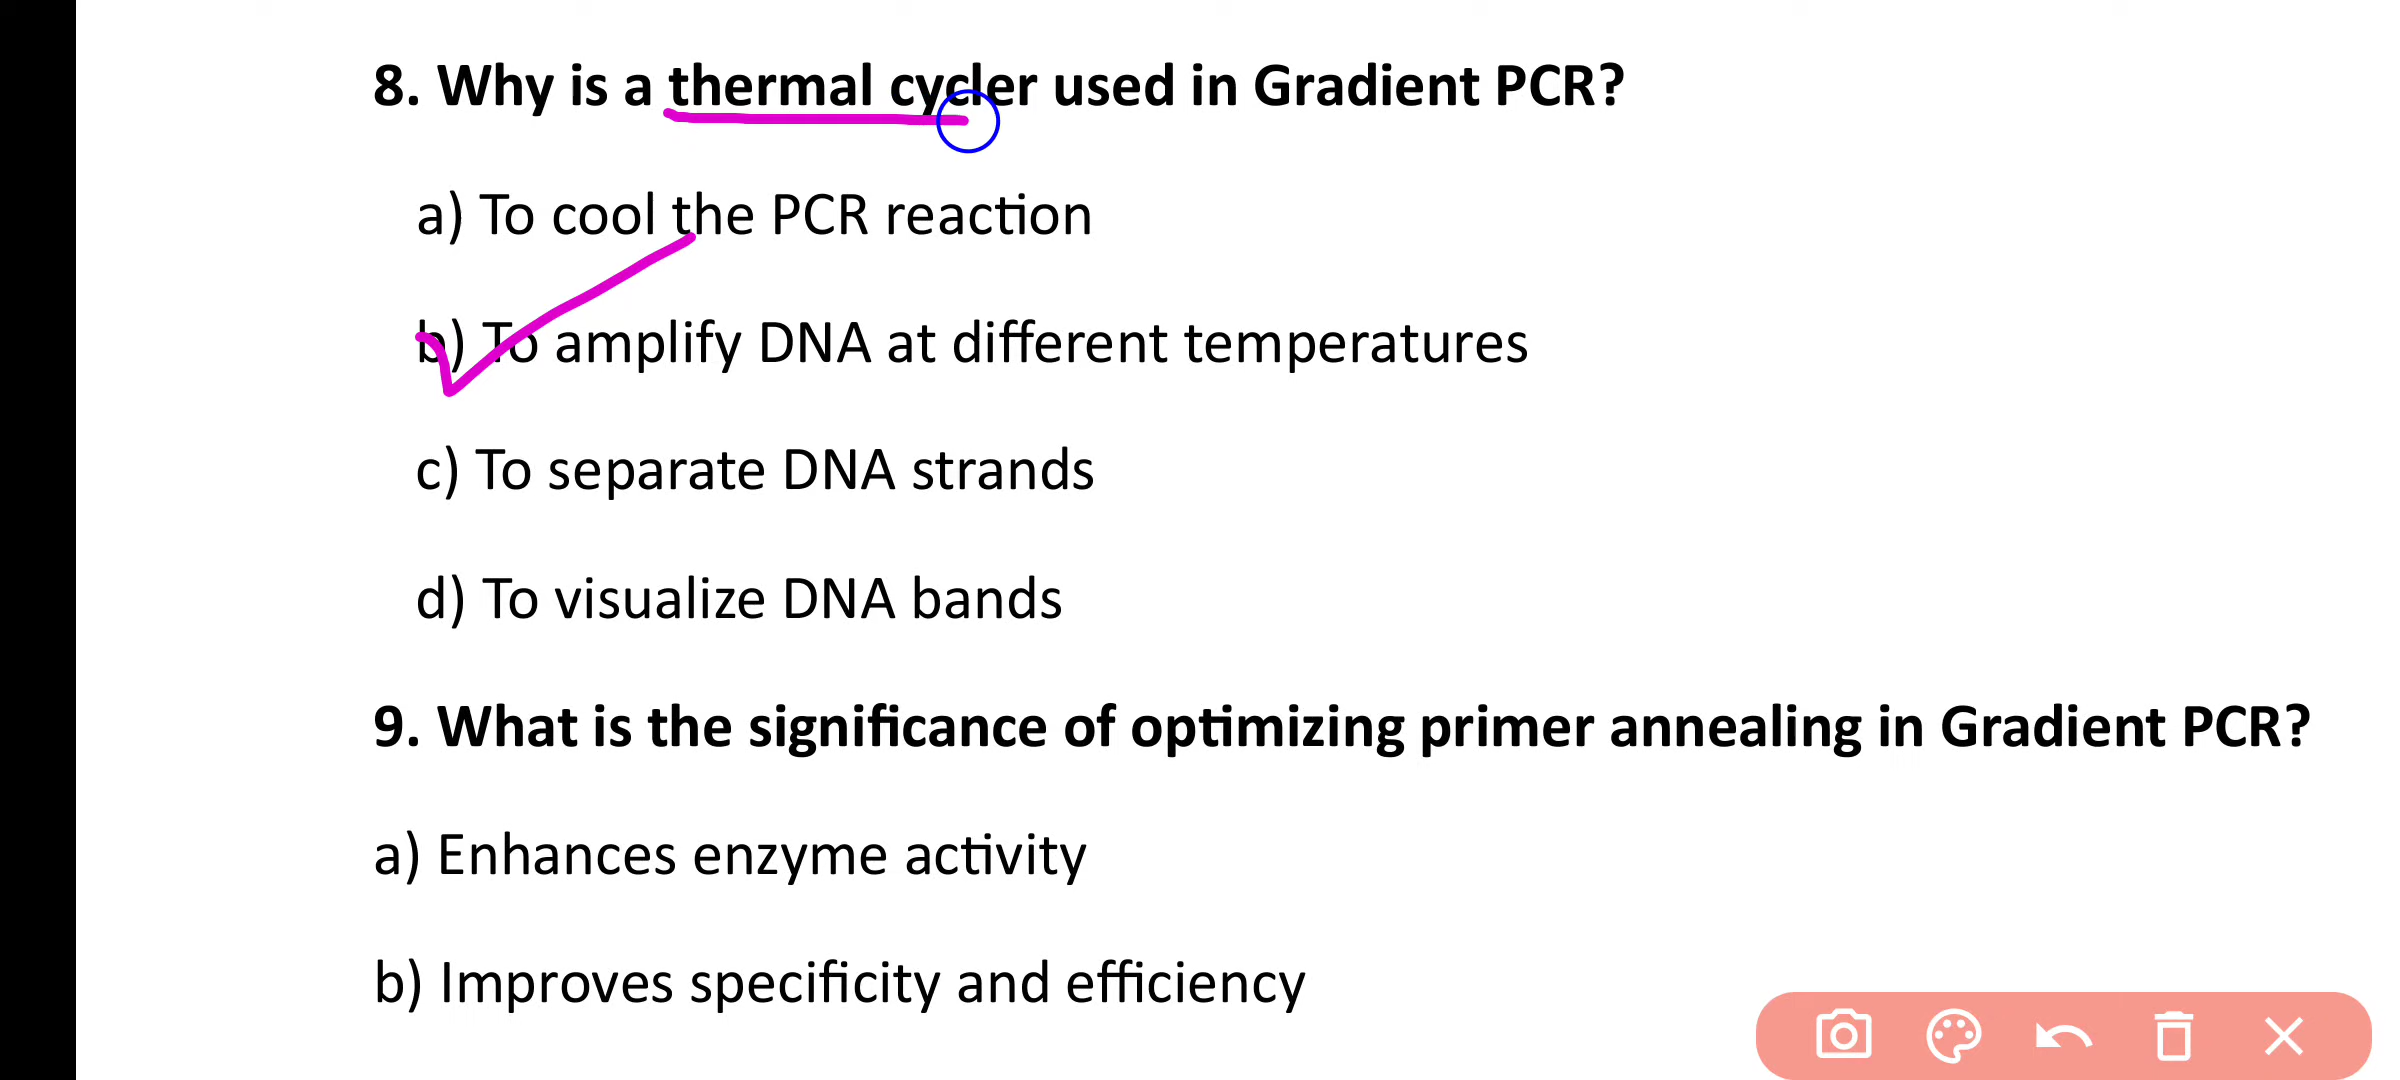 8. Why is a thermal cycler used in Gradient PCR?
a) To cool the PCR reaction
b) To amplify DNA at different temperatures
c) To separate DNA strands
d) To visualize DNA bands
9. What is the significance of optimizing primer annealing in Gradient PCR?
a) Enhances enzyme activity
b) Improves specificity and efficiency